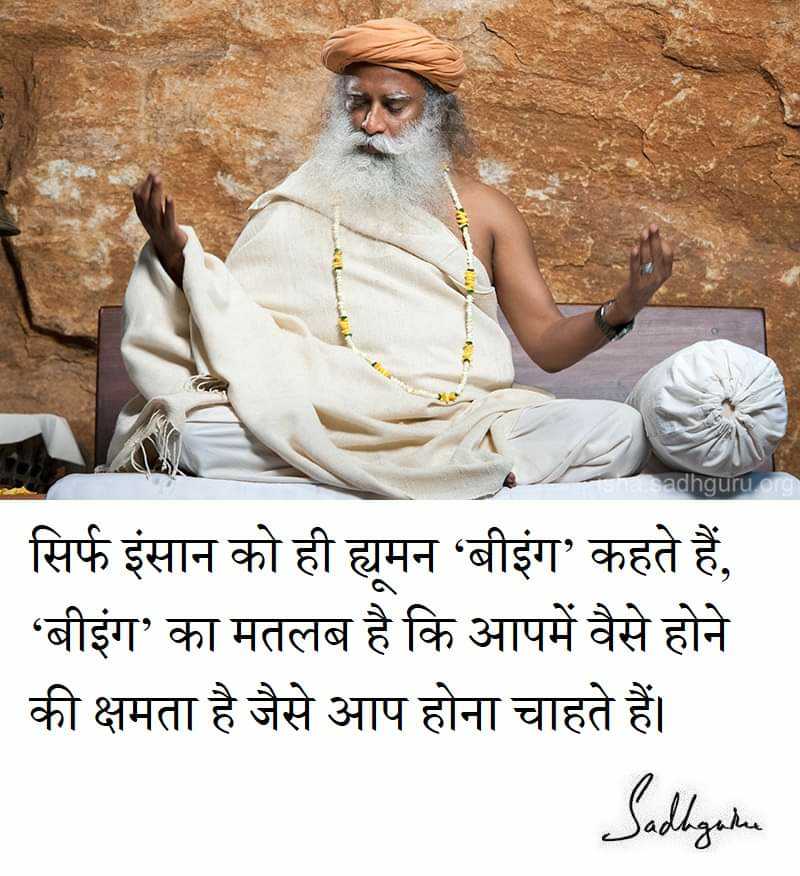 isha.sadhguru.org
सिर्फ इंसान को ही ह्यूमन ‘बीइंग’ कहते हैं,
‘बीइंग’ का मतलब है कि आपमें वैसे होने
की क्षमता है जैसे आप होना चाहते हैं।
Sadhguru